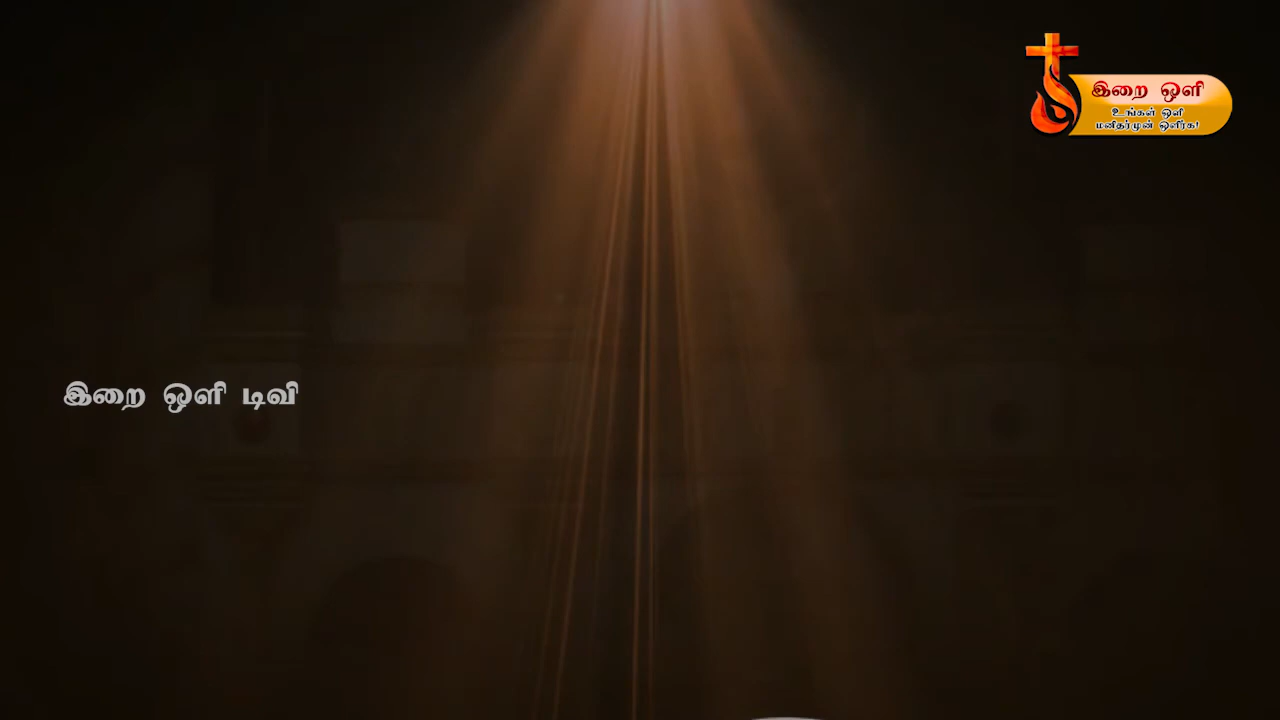 இறை ஒளி
உங்கள் ஒளி
மனிதர்முன் ஒளிர்க!
இறை ஒளி டிவி